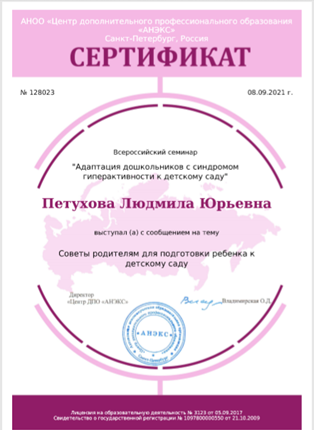 АНОО «Центр дополнительного профессионального образования
«АНЭКС»
Санкт-Петербург, Россия
СЕРТИФИКАТ
№ 128023
08.09.2021 г.
Всероссийский семинар
"Адаптация дошкольников с синдромом
гиперактивности к детскому саду"
Петухова Людмила Юрьевна
выступал (а) с сообщением на тему
Советы родителям для подготовки ребенка к
детскому саду
Директор
«Центр ДПО «АНЭКС»
Владимирская О.Д.
«АНЭКС»
Лицензия на образовательную деятельность № 3123 от 05.09.2017
Свидетельство о государственной регистрации № 1097800000550 от 21.10.2009